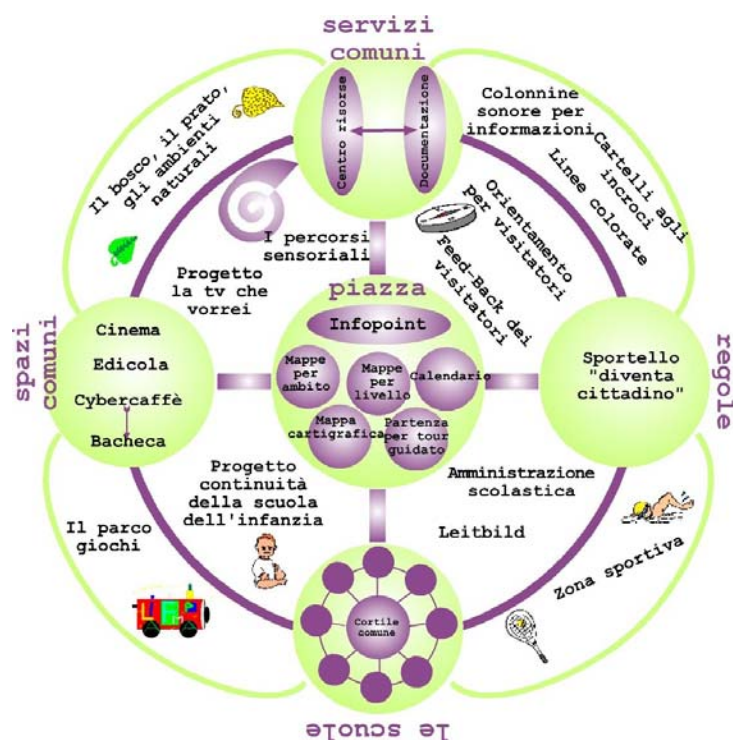 servizi
comuni
Centro risorse
Documentazione
Colonnine
sonore per
informazioni
Cartelli agli
incroci
Linee colorate
Orientamento
per visitatori
Feed-Back dei
visitatori
Il bosco, il prato,
gli ambienti
naturali
I percorsi
sensoriali
Progetto
la tv che
vorrei
piazza
Infopoint
Mappe per
ambito
Mappe per
livello
Calendario
Mappa
cartigrafica
Partenza
per tour
guidato
spazi
comuni
Cinema
Edicola
Cybercaffè
Bacheca
regole
Sportello
"diventa
cittadino"
Progetto
continuità
della scuola
dell'infanzia
Amministrazione
scolastica
Leitbild
Il parco
giochi
Zona sportiva
Cortile
comune
le scuole